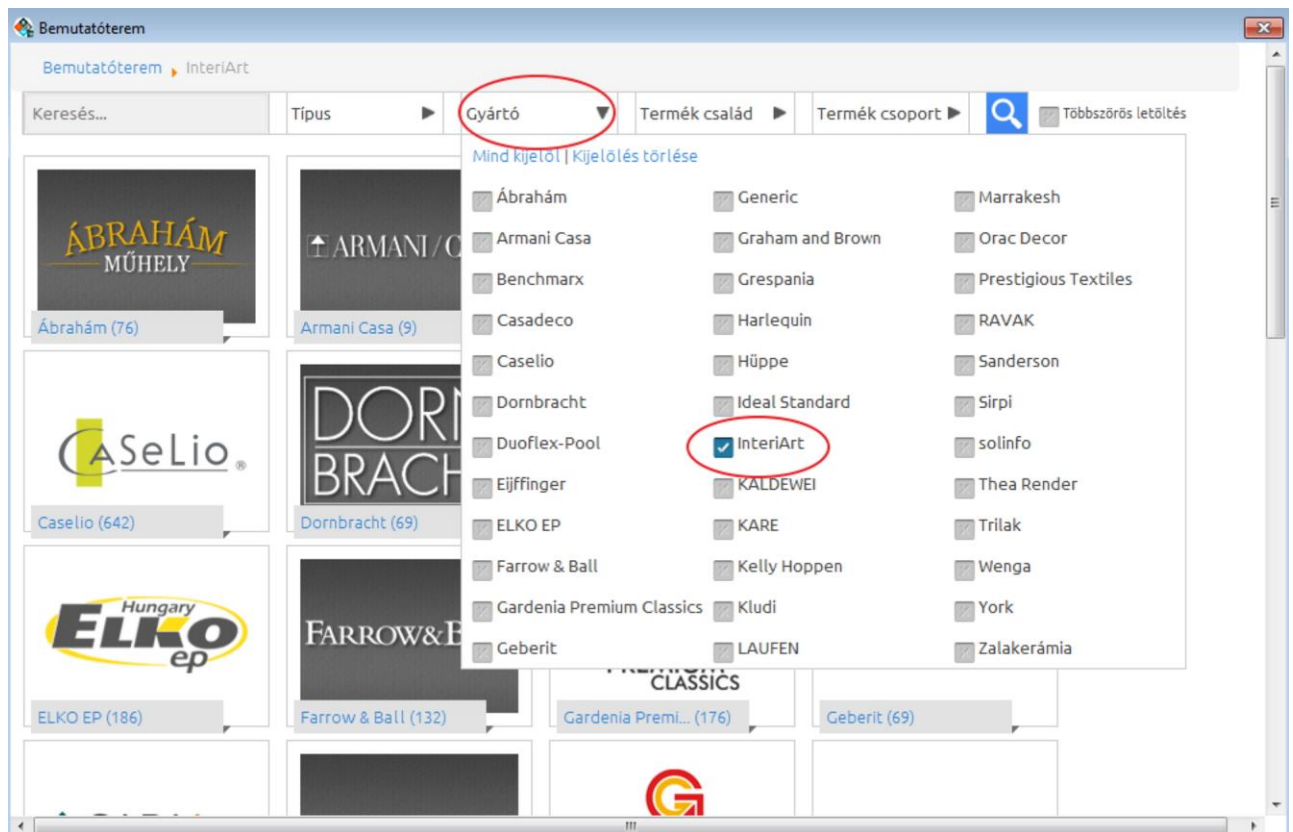 Bemutatóterem
Bemutatóterem InteriArt
Keresés... Típus Gyártó Termék család Termék csoport Többszörös letöltés
Mind kijelöl | Kijelölés törlése
Ábrahám Generic Marrakesh
Armani Casa Graham and Brown Orac Decor
Benchmarx Grespania Prestigious Textiles
Casadeco Harlequin RAVAK
Caselio Hüppe Sanderson
Dornbracht Ideal Standard Sirpi
Duoflex-Pool InteriArt solinfo
Eijffinger KALDEWEI Thea Render
ELKO EP KARE Trilak
Farrow & Ball Kelly Hoppen Wenga
Gardenia Premium Classics Kludi York
Geberit LAUFEN Zalakerámia
ÁBRAHÁM
MŰHELY
ARMANI/C
Ábrahám (76) Armani Casa (9)
CASeLio ®
DORN
BRACH
Caselio (642) Dornbracht (69)
Hungary
ELKO
ep
FARROW&B
CLASSICS
ELKO EP (186) Farrow & Ball (132) Gardenia Premi... (176) Geberit (69)